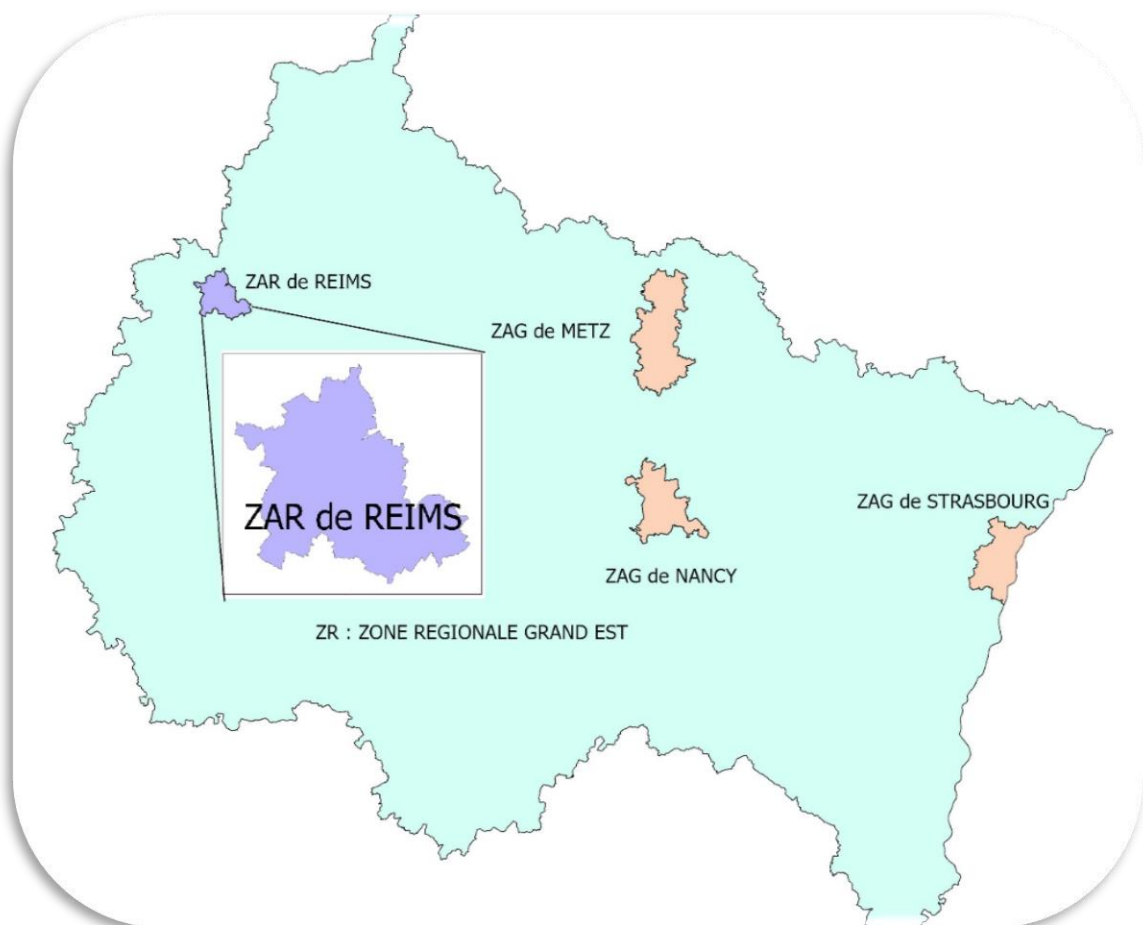 ZAR de REIMS
ZAG de METZ
ZAR de REIMS
ZAG de STRASBOURG
ZAG de NANCY
ZR : ZONE REGIONALE GRAND EST